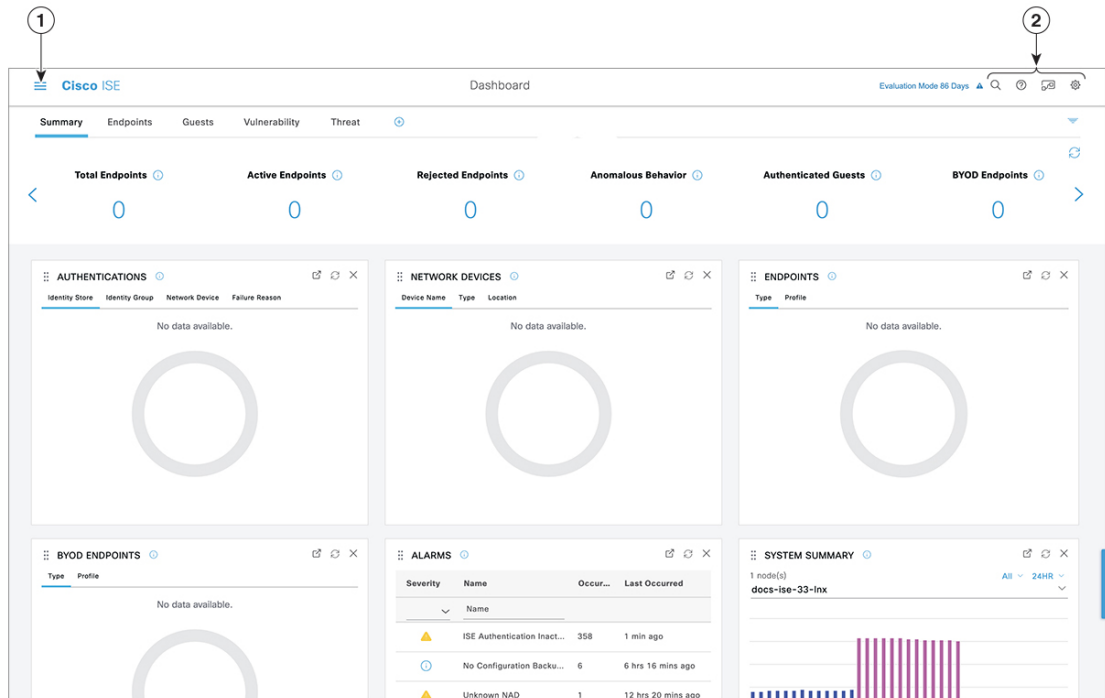 1
2
Cisco ISE
Dashboard
Evaluation Mode 86 Days
Summary Endpoints Guests Vulnerability Threat
Total Endpoints Active Endpoints Rejected Endpoints Anomalous Behavior Authenticated Guests BYOD Endpoints
0 0 0 0 0 0
AUTHENTICATIONS
Identity Store Identity Group Network Device Failure Reason
No data available.
NETWORK DEVICES
Device Name Type Location
No data available.
ENDPOINTS
Type Profile
No data available.
BYOD ENDPOINTS
Type Profile
No data available.
ALARMS
Severity Name Occur... Last Occurred
Name
ISE Authentication Inact... 358 1 min ago
No Configuration Backu... 6 6 hrs 16 mins ago
Unknown NAD 1 12 hrs 20 mins ago
SYSTEM SUMMARY
1 node(s) All 24HR
docs-ise-33-lnx